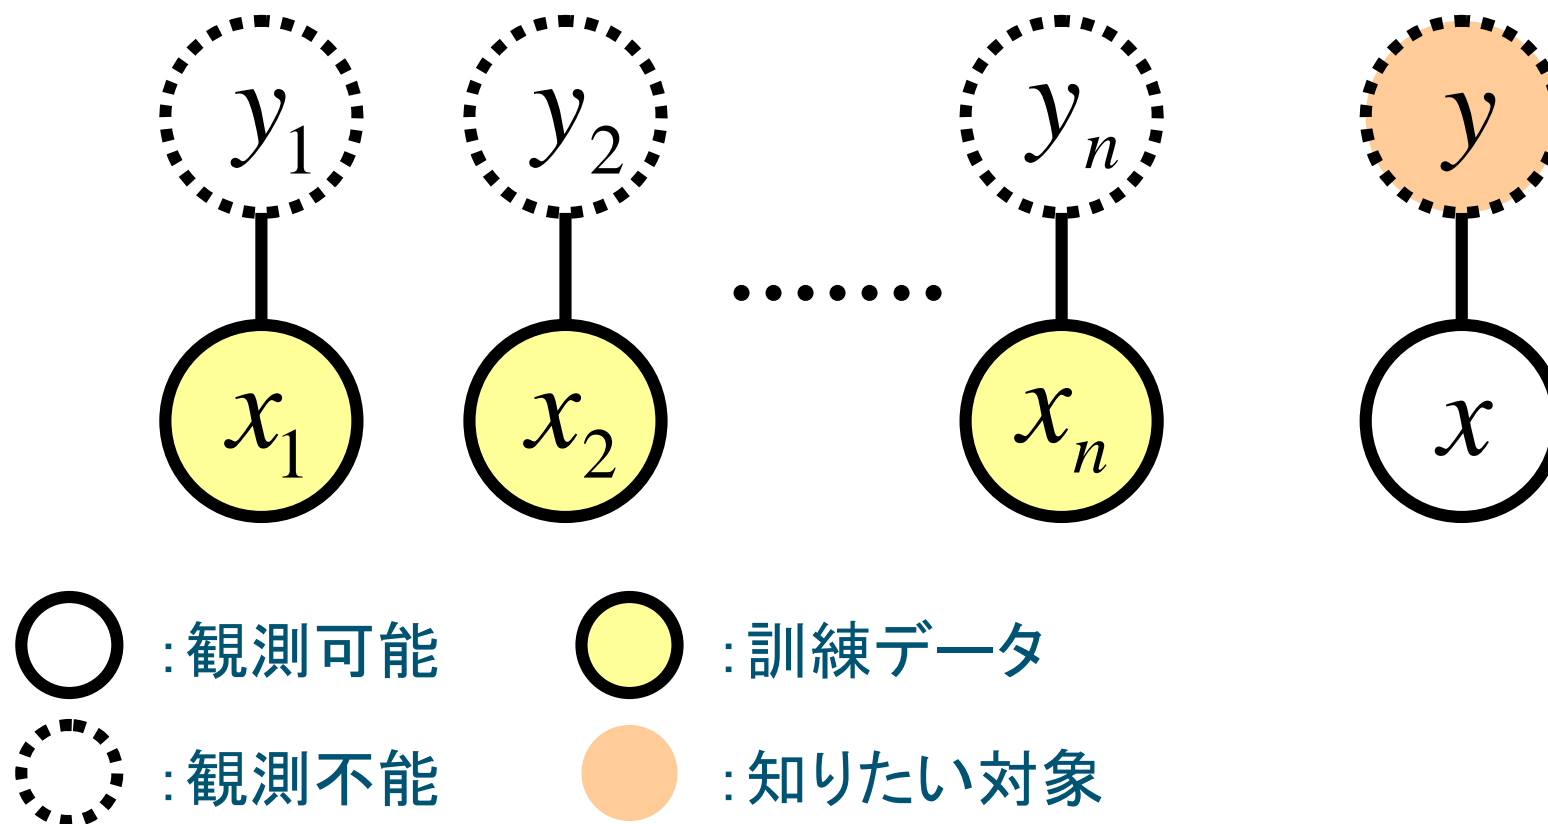 y₁ y₂ yₙ y
.......
x₁ x₂ xₙ x
:観測可能 :訓練データ
:観測不能 :知りたい対象